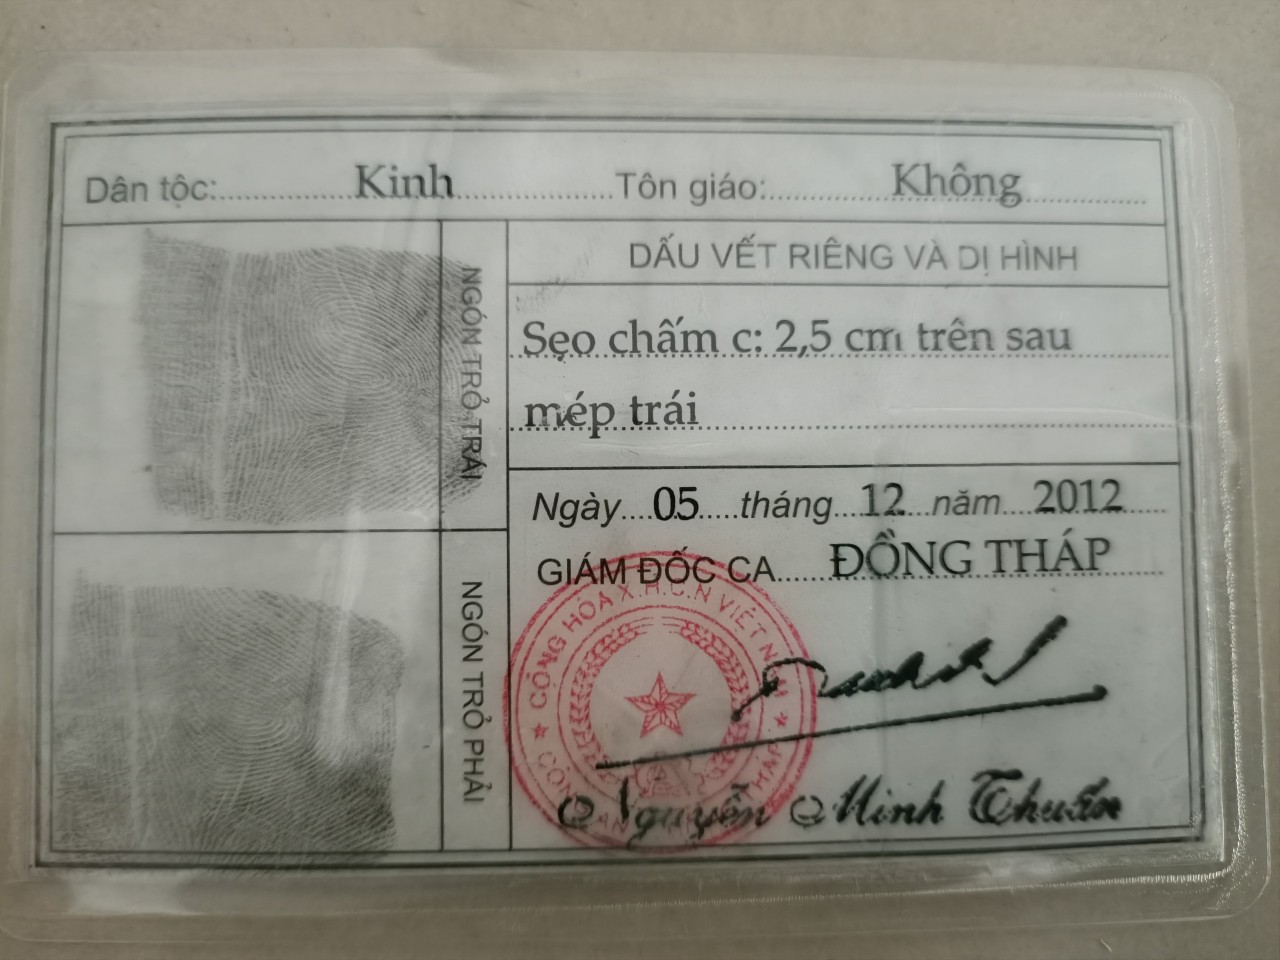 Dân tộc: Kinh Tôn giáo: Không
NGÓN TRỎ TRÁI
DẤU VẾT RIÊNG VÀ DỊ HÌNH
Sẹo chấm c: 2,5 cm trên sau
mép trái
Ngày 05 tháng 12 năm 2012
GIÁM ĐỐC CA ĐỒNG THÁP
NGÓN TRỎ PHẢI
CỘNG HÒA X.H.C.N VIỆT NAM
Nguyễn Minh Thuấn